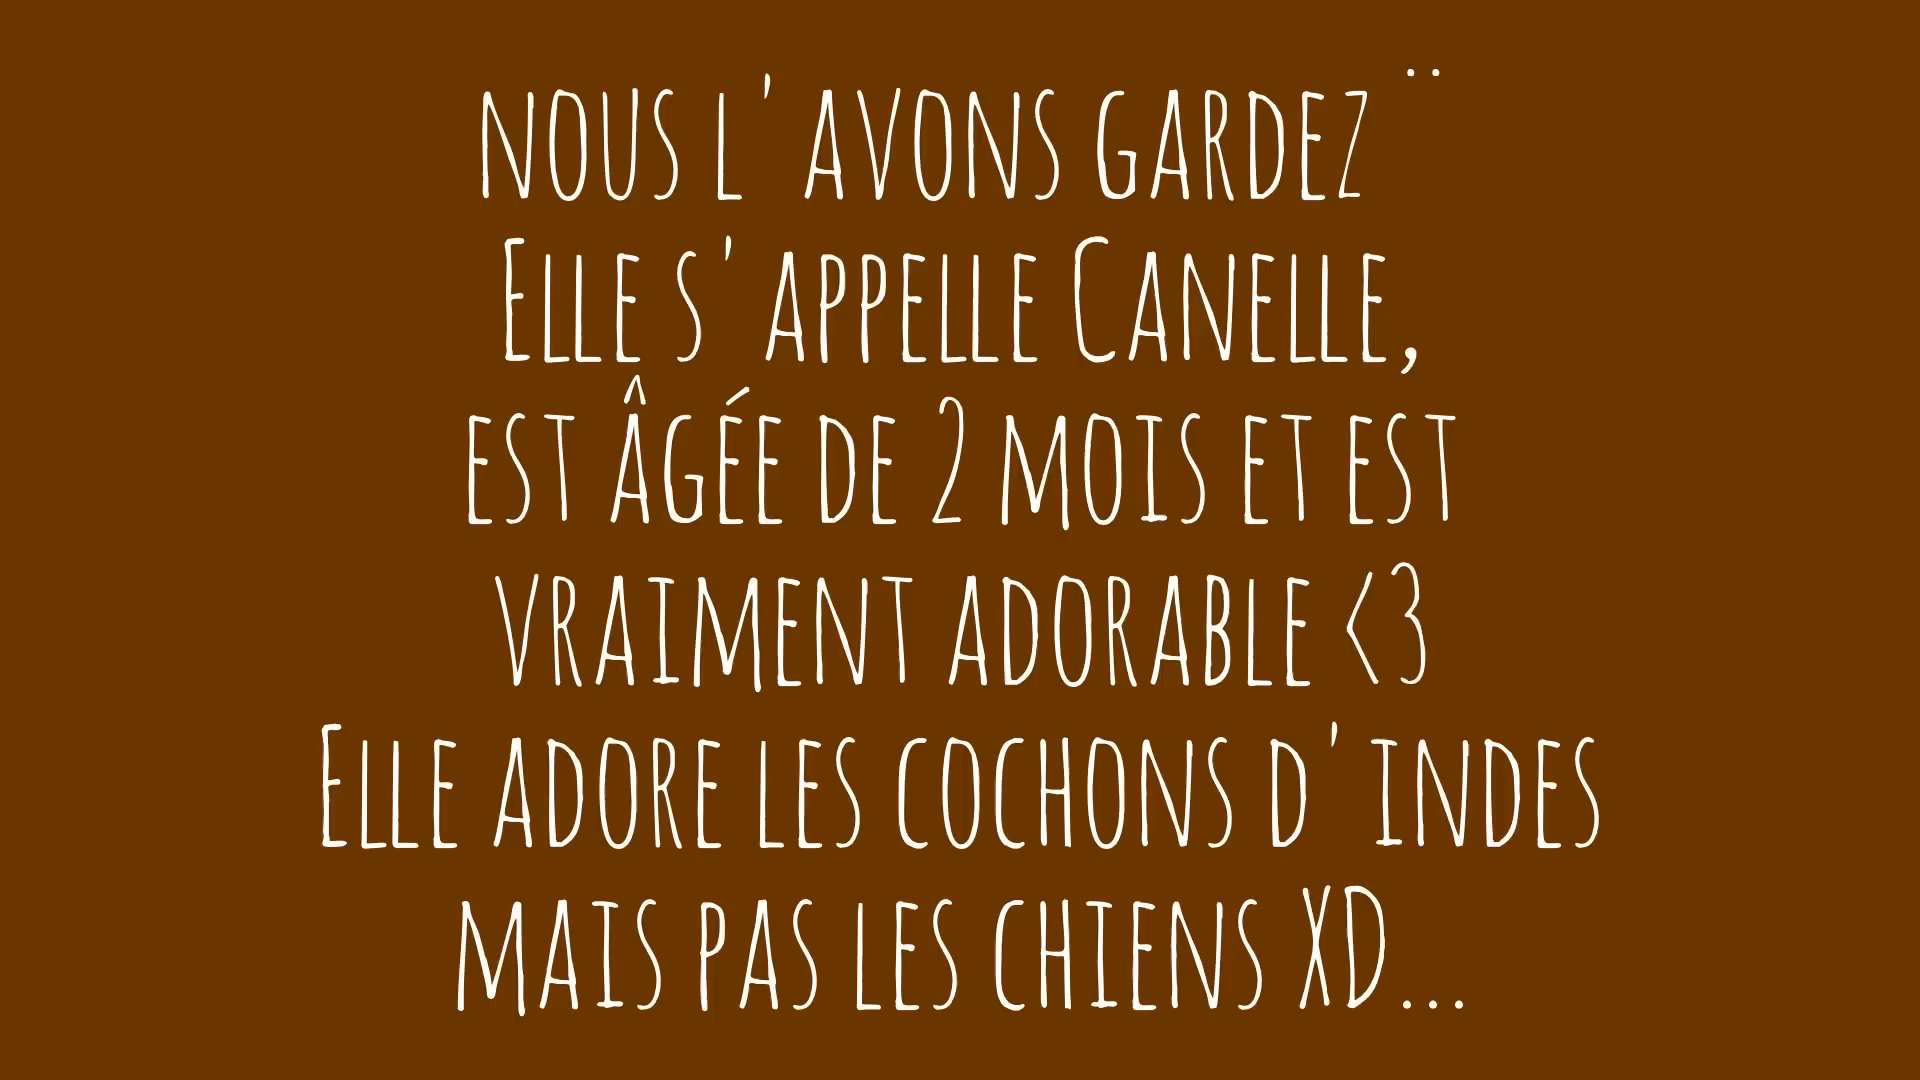 nous l'avons gardez ¨
Elle s'appelle Canelle,
est âgée de 2 mois et est
vraiment adorable <3
Elle adore les cochons d'indes
mais pas les chiens XD...